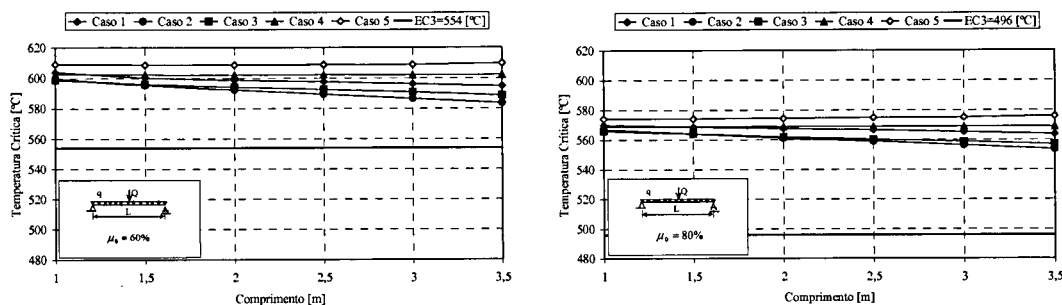 Caso 1 Caso 2 Caso 3 Caso 4 Caso 5 EC3=554 [ºC]
Temperatura Crítica [ºC]
620
600
580
560
540
520
500
480
q Q
L
μ₀ = 60%
1 1,5 2 2,5 3 3,5
Comprimento [m]
Caso 1 Caso 2 Caso 3 Caso 4 Caso 5 EC3=496 [ºC]
Temperatura Crítica [ºC]
620
600
580
560
540
520
500
480
q Q
L
μ₀ = 80%
1 1,5 2 2,5 3 3,5
Comprimento [m]